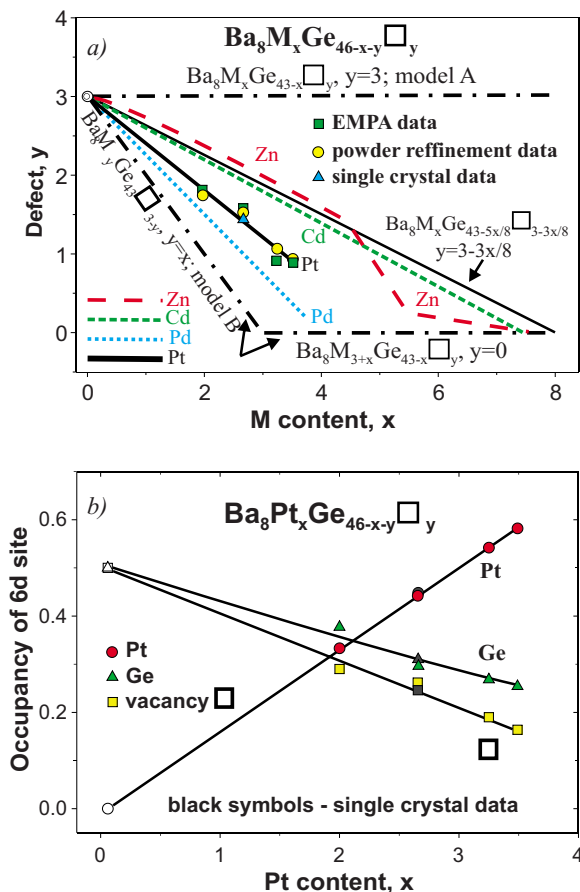 a)
Ba8MxGe46-x-y□y
Ba8MxGe43-x□y, y=3; model A
EMPA data
powder reffinement data
single crystal data
Zn
Cd
Pt
Pd
Zn
Ba8MyGe43□3-y, y=x; model B
Ba8MxGe43-5x/8□3-3x/8
y=3-3x/8
Ba8M3+xGe43-x□y, y=0
Zn
Cd
Pd
Pt
Defect, y
4
3
2
1
0
0
2
4
6
8
M content, x
b)
Ba8PtxGe46-x-y□y
Pt
Ge
Pt
Ge
vacancy
black symbols - single crystal data
Occupancy of 6d site
0.6
0.4
0.2
0.0
0
1
2
3
4
Pt content, x